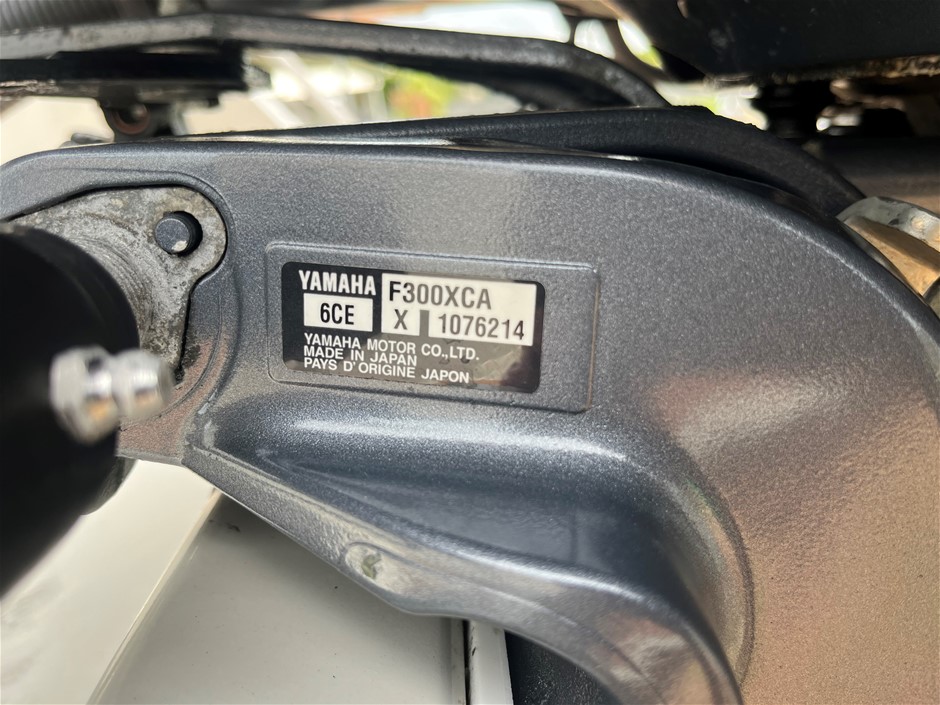 YAMAHA F300XCA
6CE X 1076214
YAMAHA MOTOR CO.,LTD.
MADE IN JAPAN
PAYS D'ORIGINE JAPON